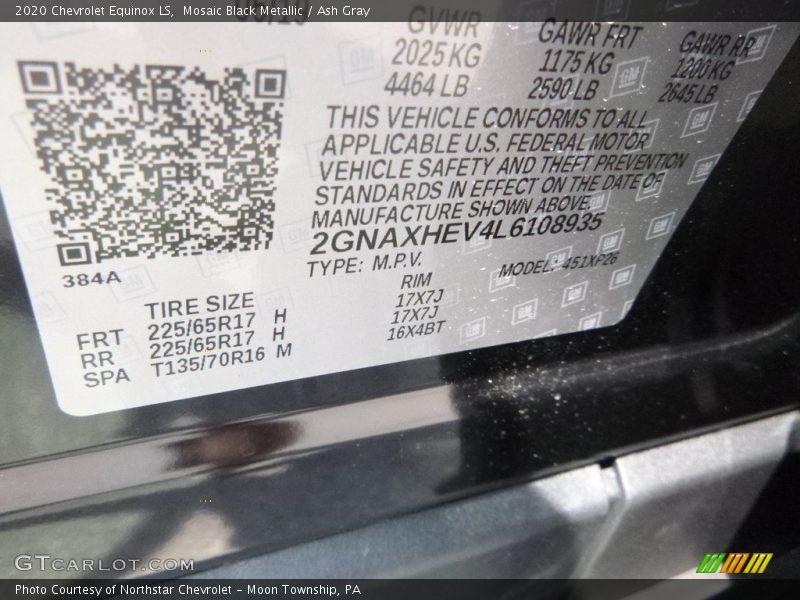 2020 Chevrolet Equinox LS, Mosaic Black Metallic / Ash Gray
GVWR GAWR FRT GAWR RR
2025 KG 1175 KG 1200 KG
4464 LB 2590 LB 2645 LB
THIS VEHICLE CONFORMS TO ALL
APPLICABLE U.S. FEDERAL MOTOR
VEHICLE SAFETY AND THEFT PREVENTION
STANDARDS IN EFFECT ON THE DATE OF
MANUFACTURE SHOWN ABOVE.
2GNAXHEV4L6108935
TYPE: M.P.V. MODEL: 451XP26
384A
TIRE SIZE RIM
FRT 225/65R17 H 17X7J
RR 225/65R17 H 17X7J
SPA T135/70R16 M 16X4BT
GTCARLOT.COM
Photo Courtesy of Northstar Chevrolet - Moon Township, PA